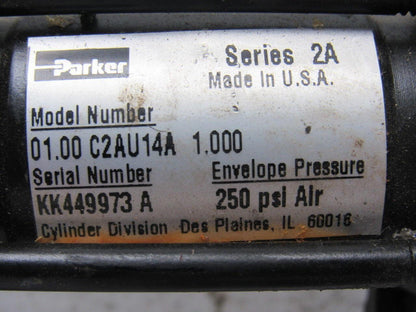 Parker
Series 2A
Made In U.S.A.
Model Number
01.00 C2AU14A 1.000
Serial Number Envelope Pressure
KK449973 A 250 psi Air
Cylinder Division Des Plaines, IL 60016